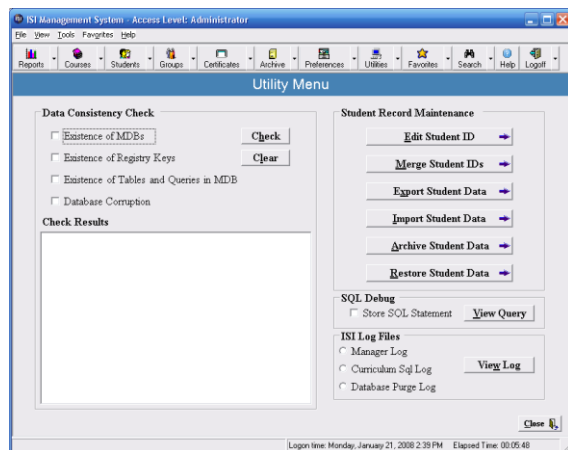 ISI Management System - Access Level: Administrator
File View Tools Favorites Help
Reports Courses Students Groups Certificates Archive Preferences Utilities Favorites Search Help Logoff
Utility Menu
Data Consistency Check
Existence of MDBs
Check
Existence of Registry Keys
Clear
Existence of Tables and Queries in MDB
Database Corruption
Check Results
Student Record Maintenance
Edit Student ID
Merge Student IDs
Export Student Data
Import Student Data
Archive Student Data
Restore Student Data
SQL Debug
Store SQL Statement
View Query
ISI Log Files
Manager Log
Curriculum Sql Log
View Log
Database Purge Log
Close
Logon time: Monday, January 21, 2008 2:39 PM Elapsed Time: 00:05:48